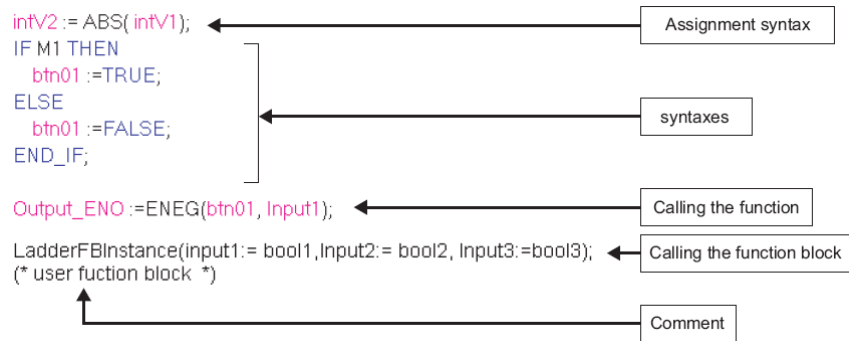 intV2 := ABS( intV1);
Assignment syntax
IF M1 THEN
btn01 :=TRUE;
ELSE
btn01 :=FALSE;
END_IF;
syntaxes
Output_ENO :=ENEG(btn01, Input1);
Calling the function
LadderFBInstance(input1:= bool1,Input2:= bool2, Input3:=bool3);
Calling the function block
(* user fuction block *)
Comment